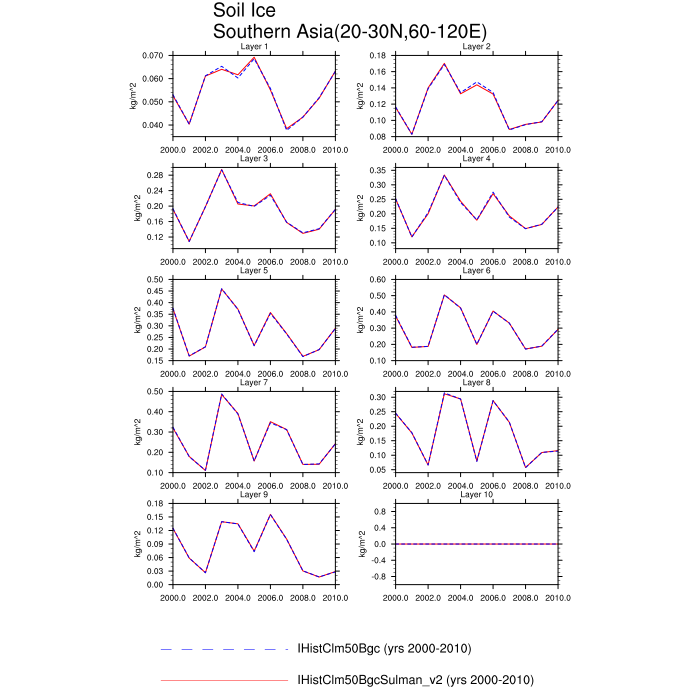 Soil Ice
Southern Asia(20-30N,60-120E)
Layer 1
0.070
0.060
0.050
0.040
kg/m^2
2000.0 2002.0 2004.0 2006.0 2008.0 2010.0
Layer 2
0.18
0.16
0.14
0.12
0.10
0.08
kg/m^2
2000.0 2002.0 2004.0 2006.0 2008.0 2010.0
Layer 3
0.28
0.24
0.20
0.16
0.12
kg/m^2
2000.0 2002.0 2004.0 2006.0 2008.0 2010.0
Layer 4
0.35
0.30
0.25
0.20
0.15
0.10
kg/m^2
2000.0 2002.0 2004.0 2006.0 2008.0 2010.0
Layer 5
0.50
0.45
0.40
0.35
0.30
0.25
0.20
0.15
kg/m^2
2000.0 2002.0 2004.0 2006.0 2008.0 2010.0
Layer 6
0.60
0.50
0.40
0.30
0.20
0.10
kg/m^2
2000.0 2002.0 2004.0 2006.0 2008.0 2010.0
Layer 7
0.50
0.40
0.30
0.20
0.10
kg/m^2
2000.0 2002.0 2004.0 2006.0 2008.0 2010.0
Layer 8
0.30
0.25
0.20
0.15
0.10
0.05
kg/m^2
2000.0 2002.0 2004.0 2006.0 2008.0 2010.0
Layer 9
0.18
0.15
0.12
0.09
0.06
0.03
0.00
kg/m^2
2000.0 2002.0 2004.0 2006.0 2008.0 2010.0
Layer 10
0.8
0.4
0.0
-0.4
-0.8
kg/m^2
2000.0 2002.0 2004.0 2006.0 2008.0 2010.0
IHistClm50Bgc (yrs 2000-2010)
IHistClm50BgcSulman_v2 (yrs 2000-2010)